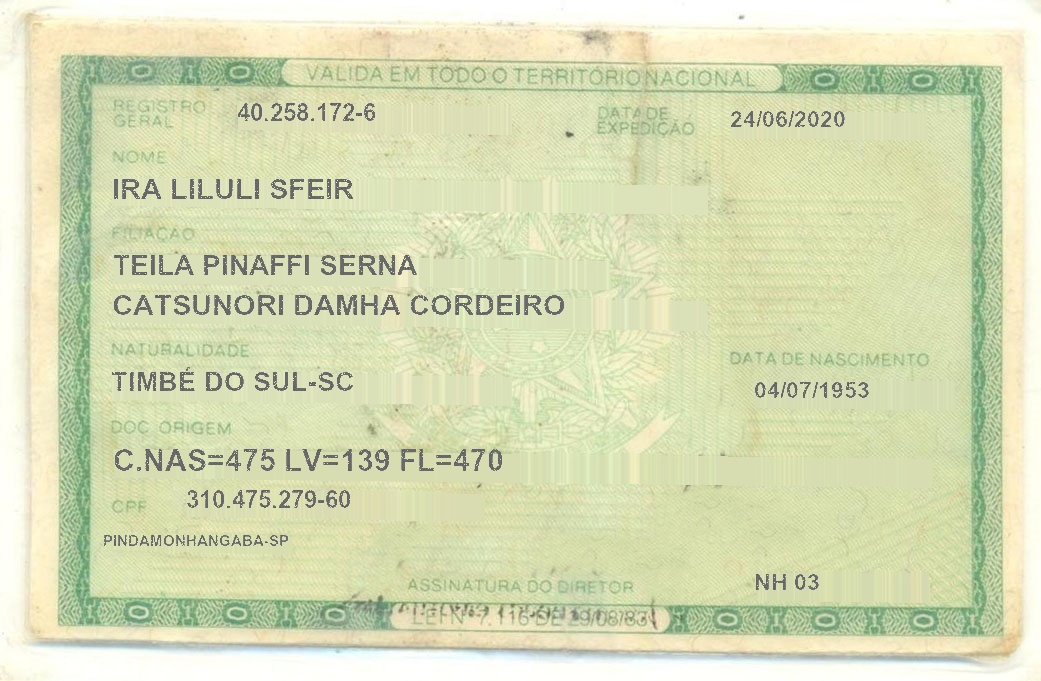 VÁLIDA EM TODO O TERRITÓRIO NACIONAL
REGISTRO GERAL 40.258.172-6 DATA DE EXPEDIÇÃO 24/06/2020
NOME
IRA LILULI SFEIR
FILIAÇÃO
TEILA PINAFFI SERNA
CATSUNORI DAMHA CORDEIRO
NATURALIDADE DATA DE NASCIMENTO
TIMBÉ DO SUL-SC 04/07/1953
DOC ORIGEM
C.NAS=475 LV=139 FL=470
CPF 310.475.279-60
PINDAMONHANGABA-SP
ASSINATURA DO DIRETOR NH 03
LEI Nº 7.116 DE 29/08/83